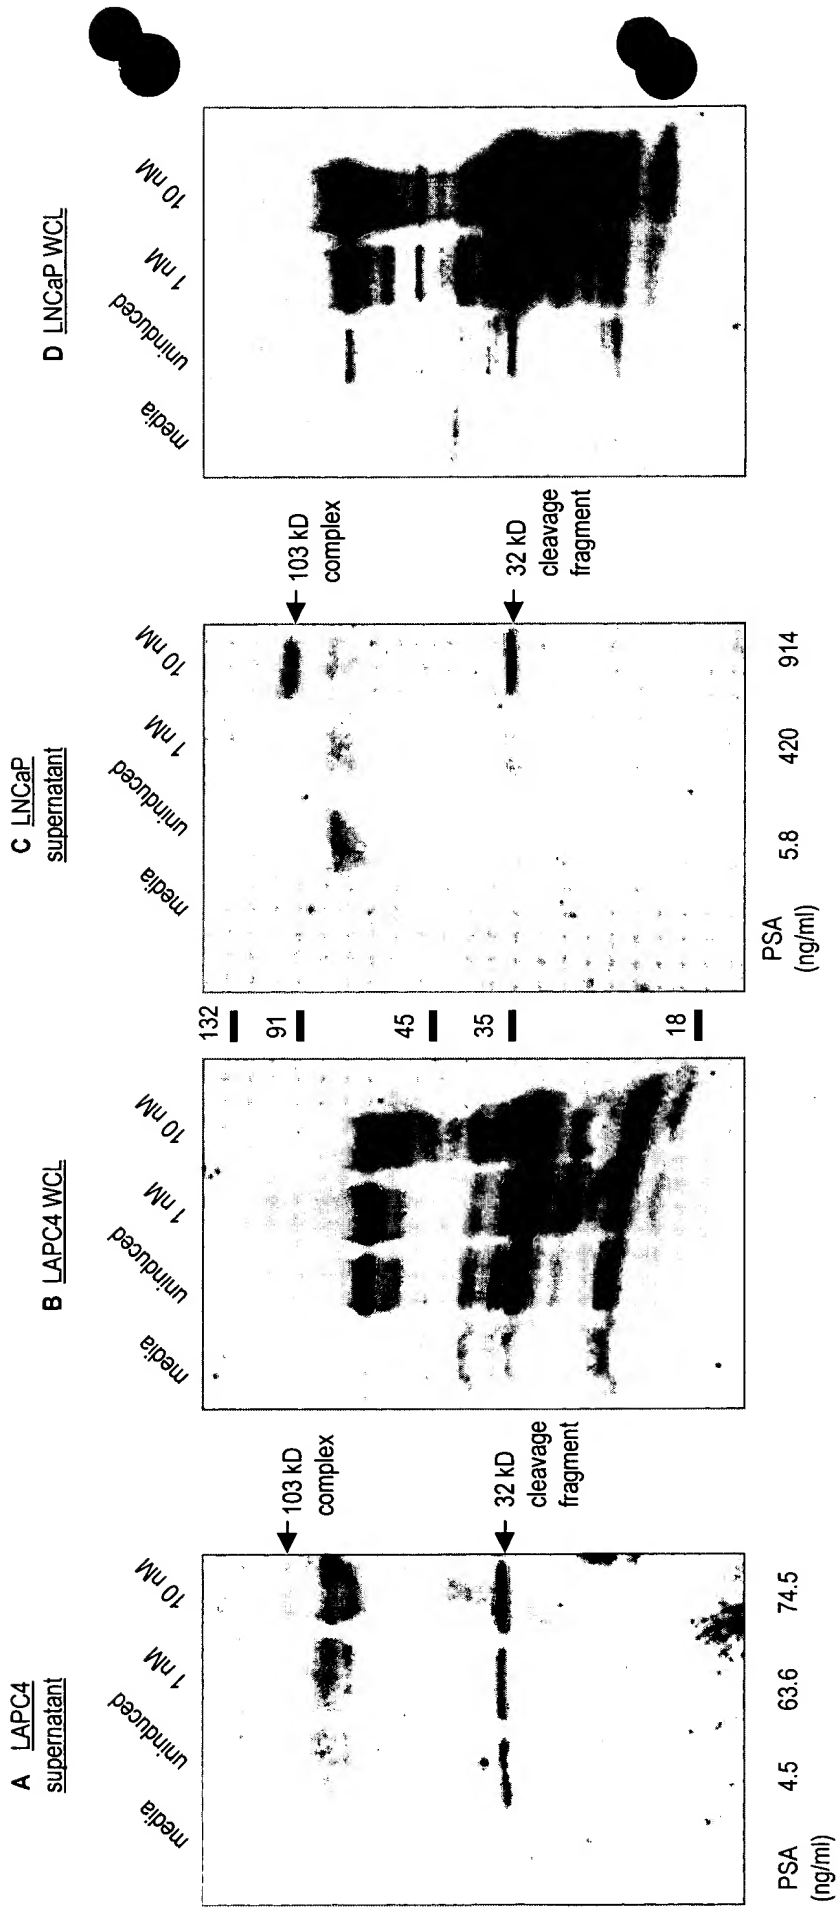 A LAPC4
supernatant
media
uninduced
1 nM
10 nM
103 kD
complex
32 kD
cleavage
fragment
PSA
(ng/ml)
4.5
63.6
74.5
B LAPC4 WCL
media
uninduced
1 nM
10 nM
132
91
45
35
18
C LNCaP
supernatant
media
uninduced
1 nM
10 nM
103 kD
complex
32 kD
cleavage
fragment
PSA
(ng/ml)
5.8
420
914
D LNCaP WCL
media
uninduced
1 nM
10 nM